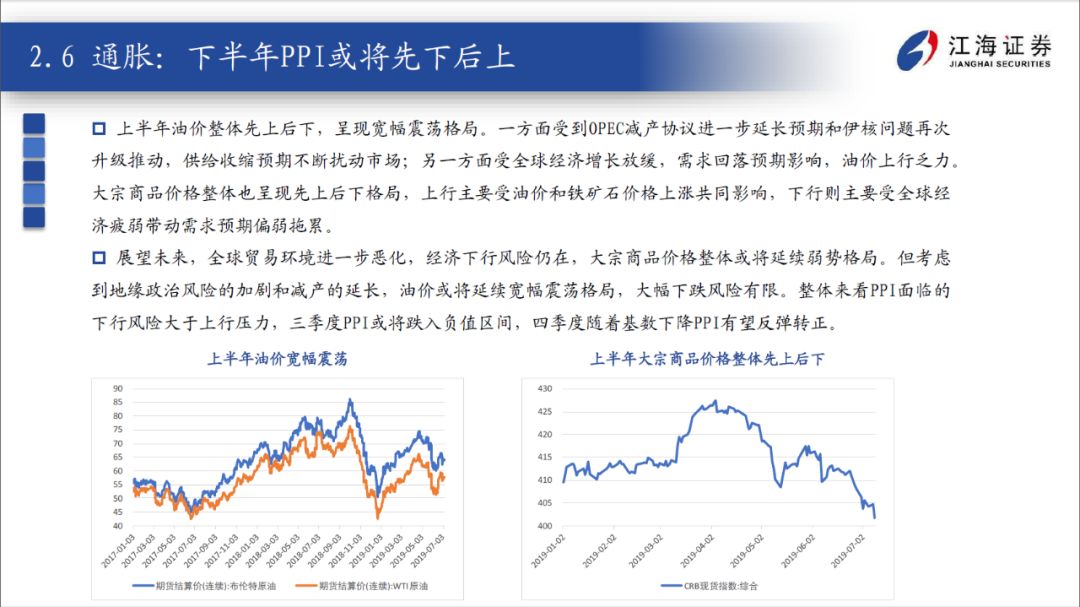 2.6 通胀：下半年PPI或将先下后上
江海证券
JIANGHAI SECURITIES
上半年油价整体先上后下，呈现宽幅震荡格局。一方面受到OPEC减产协议进一步延长预期和伊核问题再次
升级推动，供给收缩预期不断扰动市场；另一方面受全球经济增长放缓，需求回落预期影响，油价上行乏力。
大宗商品价格整体也呈现先上后下格局，上行主要受油价和铁矿石价格上涨共同影响，下行则主要受全球经
济疲弱带动需求预期偏弱拖累。
展望未来，全球贸易环境进一步恶化，经济下行风险仍在，大宗商品价格整体或将延续弱势格局。但考虑
到地缘政治风险的加剧和减产的延长，油价或将延续宽幅震荡格局，大幅下跌风险有限。整体来看PPI面临的
下行风险大于上行压力，三季度PPI或将跌入负值区间，四季度随着基数下降PPI有望反弹转正。
上半年油价宽幅震荡
90
85
80
75
70
65
60
55
50
45
40
2017-01-03
2017-03-03
2017-05-03
2017-07-03
2017-09-03
2017-11-03
2018-01-03
2018-03-03
2018-05-03
2018-07-03
2018-09-03
2018-11-03
2019-01-03
2019-03-03
2019-05-03
2019-07-03
期货结算价(连续):布伦特原油
期货结算价(连续):WTI原油
上半年大宗商品价格整体先上后下
430
425
420
415
410
405
400
2019-01-02
2019-02-02
2019-03-02
2019-04-02
2019-05-02
2019-06-02
2019-07-02
CRB现货指数:综合